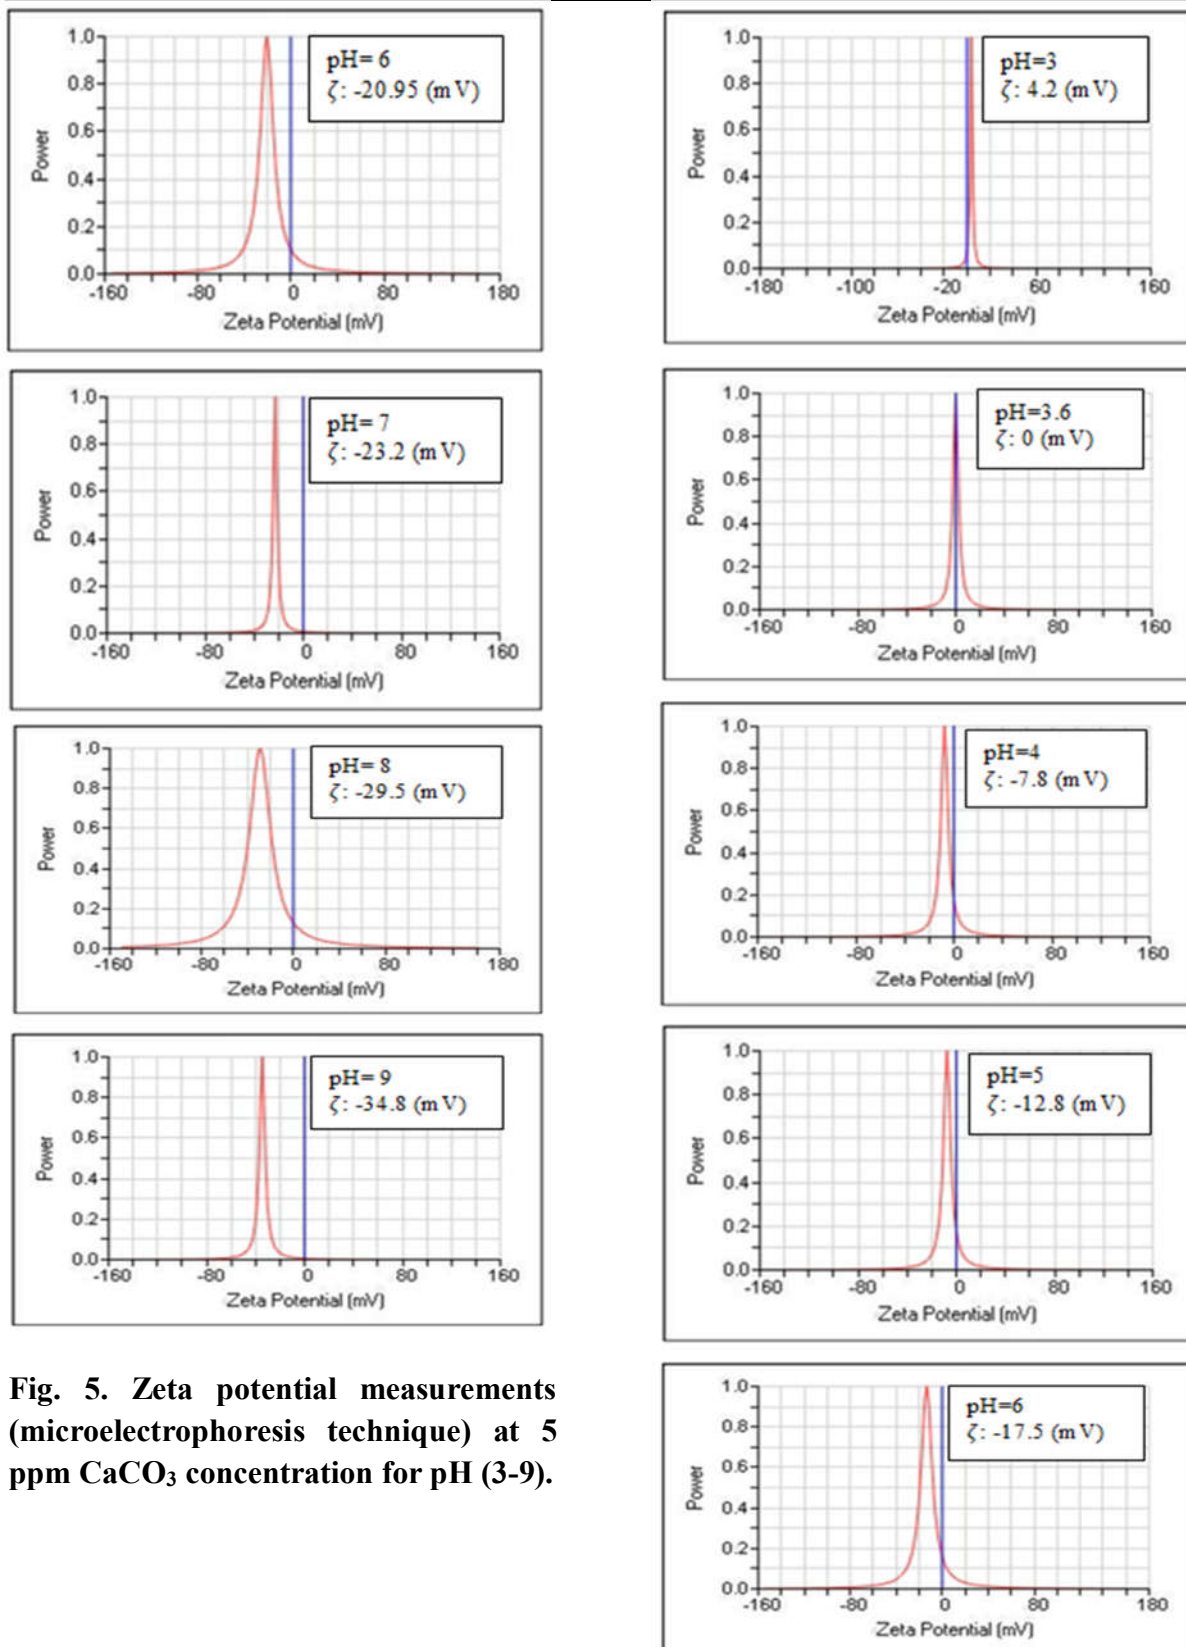 1.0
0.8
0.6
0.4
0.2
0.0
Power
-160
-80
0
80
180
Zeta Potential (mV)
pH= 6
ζ: -20.95 (mV)
1.0
0.8
0.6
0.4
0.2
0.0
Power
-160
-80
0
80
160
Zeta Potential (mV)
pH= 7
ζ: -23.2 (mV)
1.0
0.8
0.6
0.4
0.2
0.0
Power
-160
-80
0
80
180
Zeta Potential (mV)
pH= 8
ζ: -29.5 (mV)
1.0
0.8
0.6
0.4
0.2
0.0
Power
-160
-80
0
80
160
Zeta Potential (mV)
pH= 9
ζ: -34.8 (mV)
Fig. 5. Zeta potential measurements
(microelectrophoresis technique) at 5
ppm CaCO₃ concentration for pH (3-9).
1.0
0.8
0.6
0.4
0.2
0.0
Power
-180
-100
-20
60
160
Zeta Potential (mV)
pH=3
ζ: 4.2 (mV)
1.0
0.8
0.6
0.4
0.2
0.0
Power
-160
-80
0
80
160
Zeta Potential (mV)
pH=3.6
ζ: 0 (mV)
1.0
0.8
0.6
0.4
0.2
0.0
Power
-160
-80
0
80
160
Zeta Potential (mV)
pH=4
ζ: -7.8 (mV)
1.0
0.8
0.6
0.4
0.2
0.0
Power
-160
-80
0
80
160
Zeta Potential (mV)
pH=5
ζ: -12.8 (mV)
1.0
0.8
0.6
0.4
0.2
0.0
Power
-160
-80
0
80
180
Zeta Potential (mV)
pH=6
ζ: -17.5 (mV)